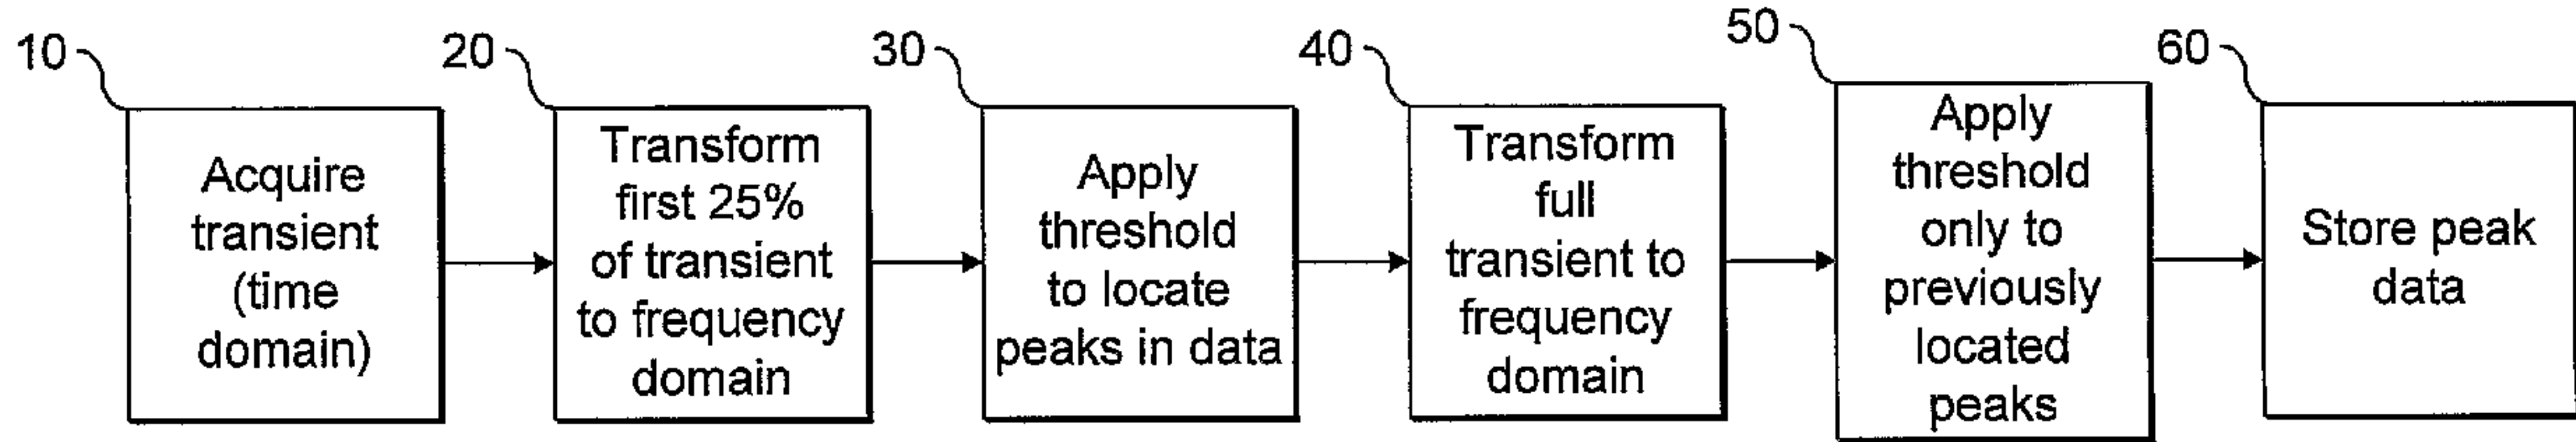 10
Acquire
transient
(time
domain)
20
Transform
first 25%
of transient
to frequency
domain
30
Apply
threshold
to locate
peaks in data
40
Transform
full
transient to
frequency
domain
50
Apply
threshold
only to
previously
located
peaks
60
Store peak
data